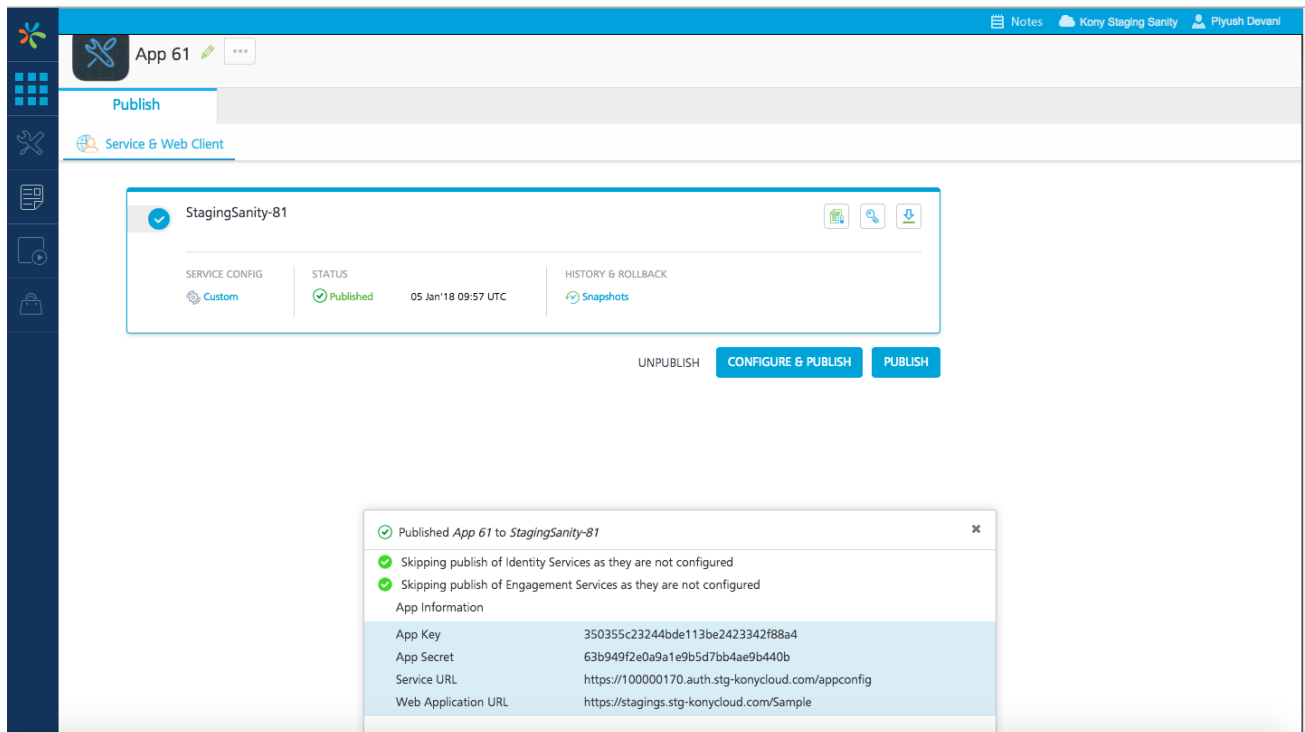 Notes Kony Staging Sanity Piyush Devani
App 61
Publish
Service & Web Client
StagingSanity-81
SERVICE CONFIG STATUS HISTORY & ROLLBACK
Custom Published 05 Jan'18 09:57 UTC Snapshots
UNPUBLISH CONFIGURE & PUBLISH PUBLISH
Published App 61 to StagingSanity-81
Skipping publish of Identity Services as they are not configured
Skipping publish of Engagement Services as they are not configured
App Information
App Key 350355c23244bde113be2423342f88a4
App Secret 63b949f2e0a9a1e9b5d7bb4ae9b440b
Service URL https://100000170.auth.stg-konycloud.com/appconfig
Web Application URL https://stagings.stg-konycloud.com/Sample